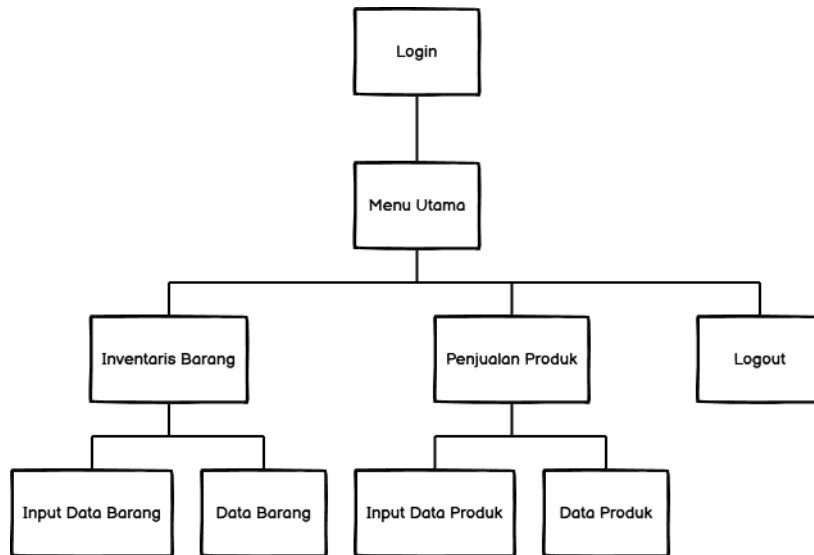 Login
Menu Utama
Inventaris Barang
Penjualan Produk
Logout
Input Data Barang
Data Barang
Input Data Produk
Data Produk